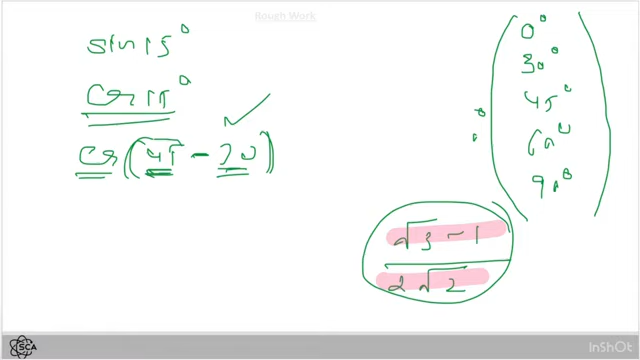 Rough Work
sin 15°
cos 15°
cos (45 - 30)
0°
30°
45°
60°
90°
√3 - 1
2√2
SCA
InShOt